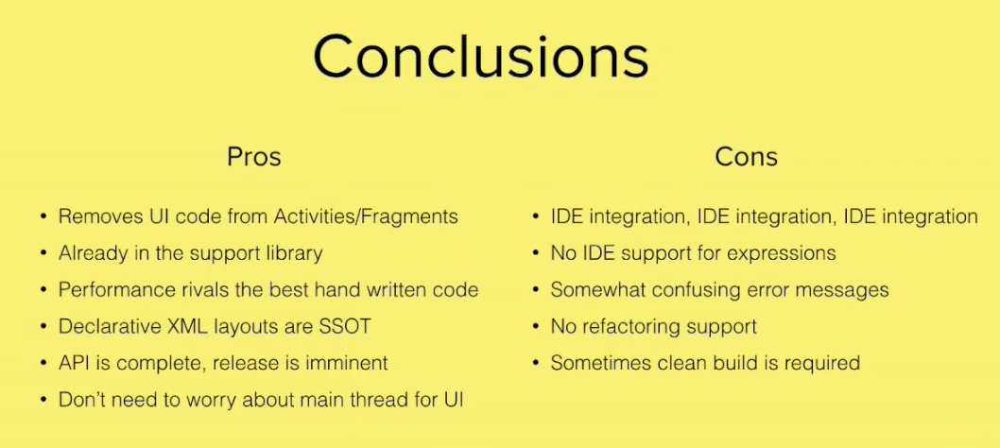 Conclusions
Pros
• Removes UI code from Activities/Fragments
• Already in the support library
• Performance rivals the best hand written code
• Declarative XML layouts are SSOT
• API is complete, release is imminent
• Don't need to worry about main thread for UI
Cons
• IDE integration, IDE integration, IDE integration
• No IDE support for expressions
• Somewhat confusing error messages
• No refactoring support
• Sometimes clean build is required